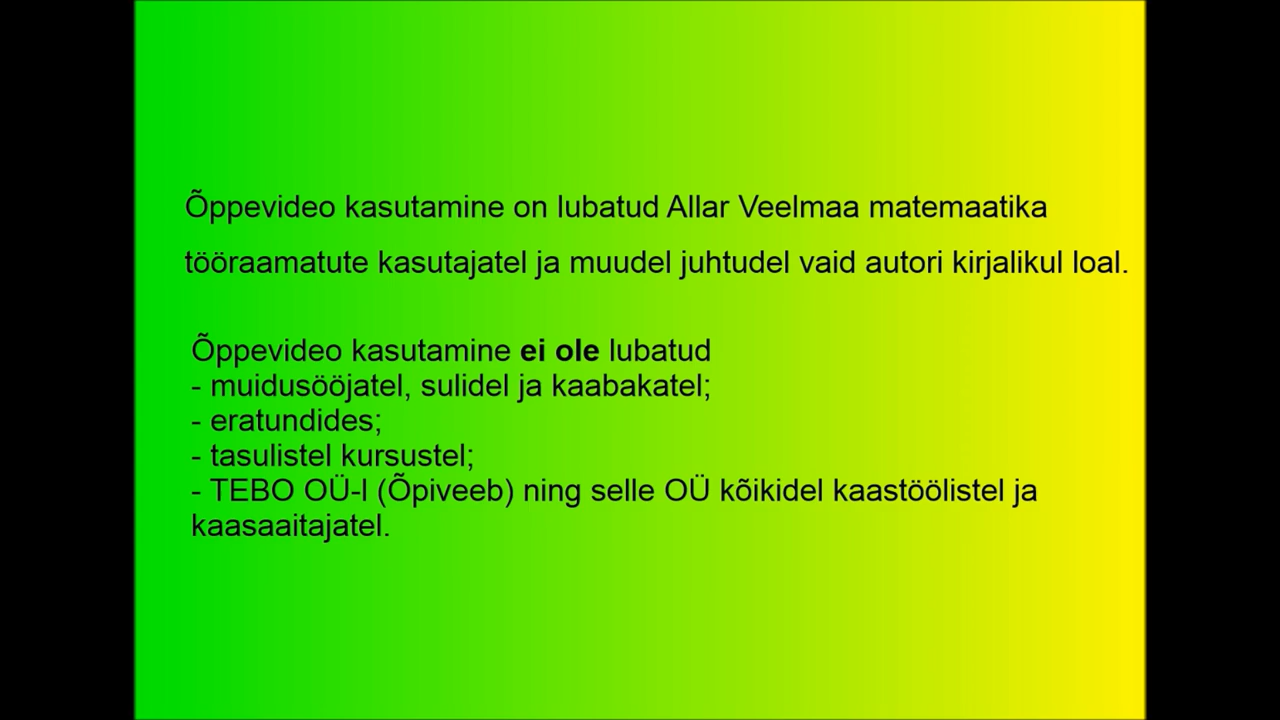 Õppevideo kasutamine on lubatud Allar Veelmaa matemaatika
tööraamatute kasutajatel ja muudel juhtudel vaid autori kirjalikul loal.
Õppevideo kasutamine ei ole lubatud
- muidusööjatel, sulidel ja kaabakatel;
- eratundides;
- tasulistel kursustel;
- TEBO OÜ-l (Õpiveeb) ning selle OÜ kõikidel kaastöölistel ja
kaasaaitajatel.